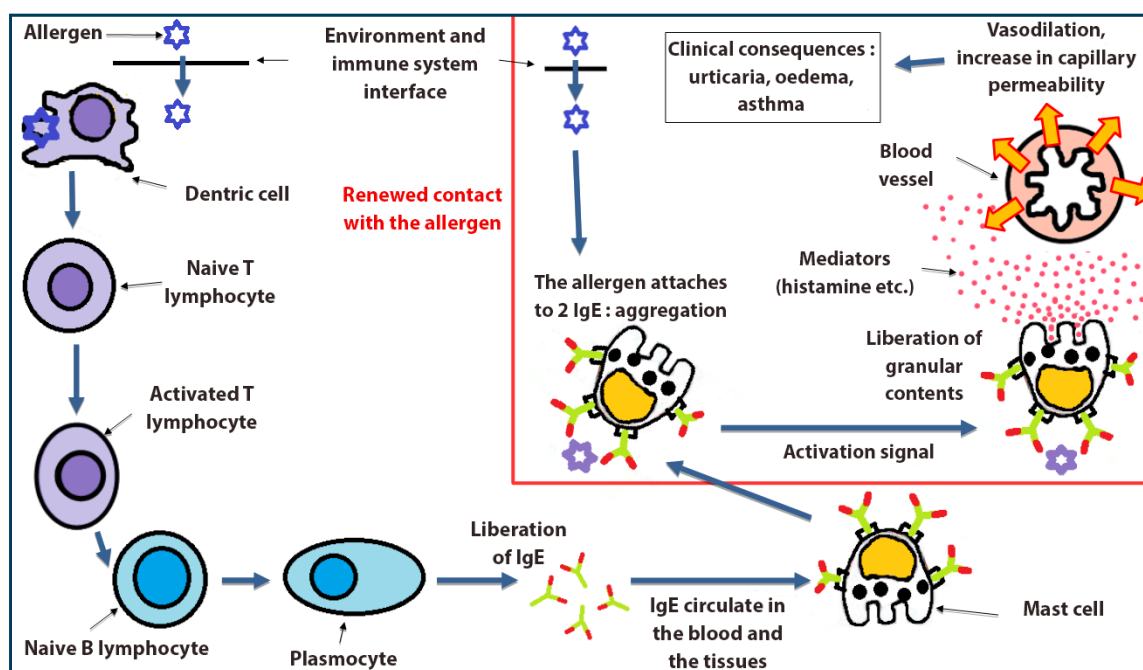 Allergen
Environment and
immune system
interface
Dentric cell
Naive T
lymphocyte
Activated T
lymphocyte
Naive B lymphocyte
Plasmocyte
Liberation
of IgE
IgE circulate in
the blood and
the tissues
Mast cell
Renewed contact
with the allergen
The allergen attaches
to 2 IgE : aggregation
Activation signal
Liberation of
granular
contents
Mediators
(histamine etc.)
Blood
vessel
Vasodilation,
increase in capillary
permeability
Clinical consequences :
urticaria, oedema,
asthma